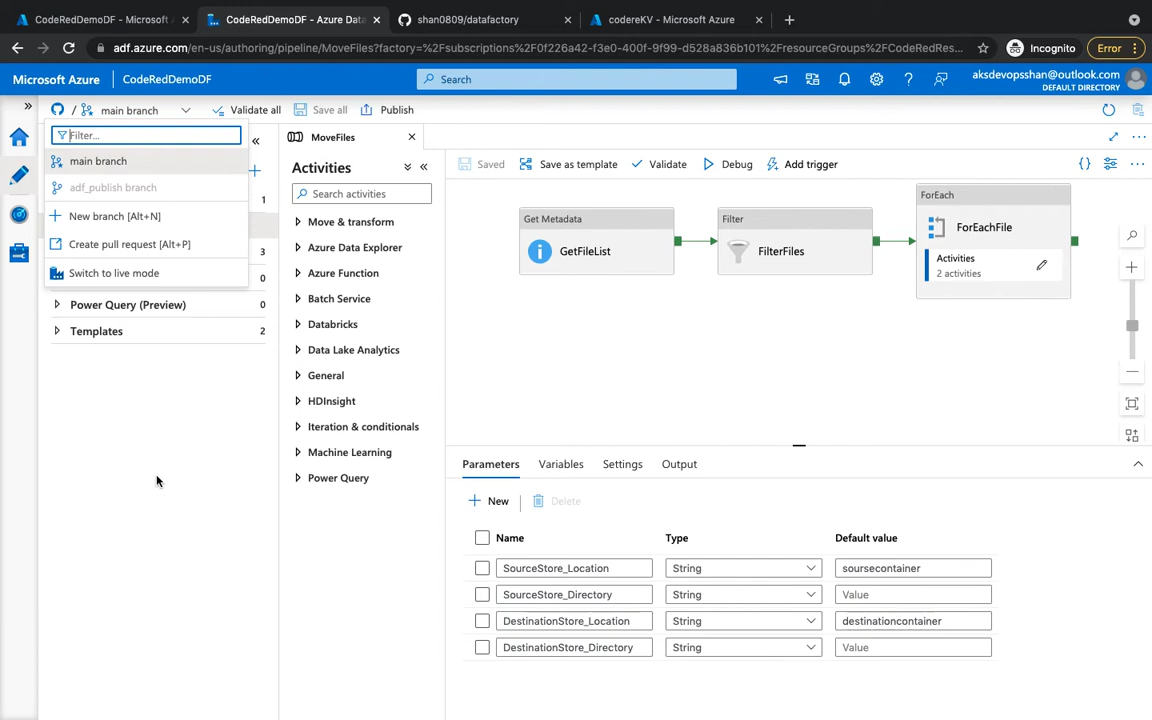 CodeRedDemoDF - Microsoft A
CodeRedDemoDF - Azure Data
shan0809/datafactory
codereKV - Microsoft Azure
adf.azure.com/en-us/authoring/pipeline/MoveFiles?factory=%2Fsubscriptions%2F0f226a42-f3e0-400f-9f99-d528a836b101%2FresourceGroups%2FCodeRedRes...
Incognito
Error
Microsoft Azure
CodeRedDemoDF
Search
aksdevopsshan@outlook.com
DEFAULT DIRECTORY
/ main branch
Validate all
Save all
Publish
Filter...
main branch
adf_publish branch
New branch [Alt+N]
Create pull request [Alt+P]
Switch to live mode
1
3
0
Power Query (Preview) 0
Templates 2
MoveFiles
Activities
Search activities
Move & transform
Azure Data Explorer
Azure Function
Batch Service
Databricks
Data Lake Analytics
General
HDInsight
Iteration & conditionals
Machine Learning
Power Query
Saved
Save as template
Validate
Debug
Add trigger
Get Metadata
GetFileList
Filter
FilterFiles
ForEach
ForEachFile
Activities
2 activities
Parameters Variables Settings Output
New
Delete
Name Type Default value
SourceStore_Location String soursecontainer
SourceStore_Directory String Value
DestinationStore_Location String destinationcontainer
DestinationStore_Directory String Value